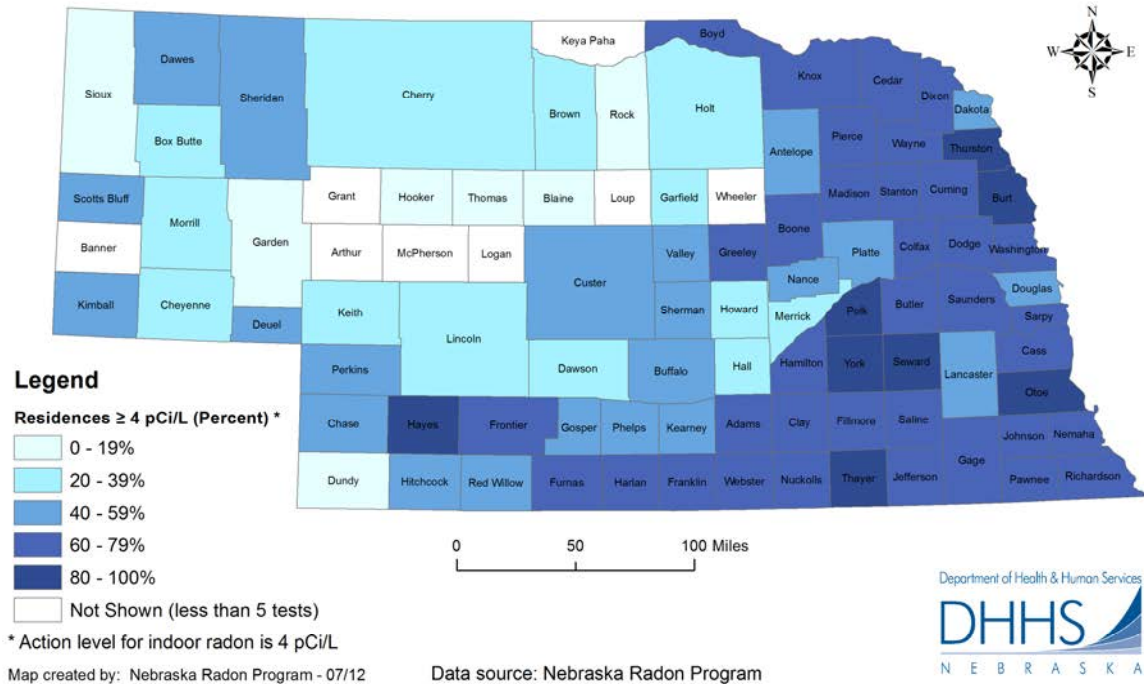 N
W E
S
Boyd
Keya Paha
Dawes
Knox
Cedar
Sioux
Sheridan
Cherry
Brown
Rock
Holt
Dixon
Dakota
Box Butte
Antelope
Pierce
Wayne
Thurston
Scotts Bluff
Grant
Hooker
Thomas
Blaine
Loup
Garfield
Wheeler
Madison
Stanton
Cuming
Burt
Morrill
Garden
Banner
Arthur
McPherson
Logan
Valley
Greeley
Boone
Platte
Colfax
Dodge
Washington
Custer
Nance
Kimball
Cheyenne
Deuel
Keith
Lincoln
Sherman
Howard
Merrick
Polk
Butler
Saunders
Douglas
Sarpy
Perkins
Dawson
Buffalo
Hall
Hamilton
York
Seward
Lancaster
Cass
Otoe
Chase
Hayes
Frontier
Gosper
Phelps
Kearney
Adams
Clay
Fillmore
Saline
Johnson
Nemaha
Dundy
Hitchcock
Red Willow
Furnas
Harlan
Franklin
Webster
Nuckolls
Thayer
Jefferson
Gage
Pawnee
Richardson
Legend
Residences ≥ 4 pCi/L (Percent) *
0 - 19%
20 - 39%
40 - 59%
60 - 79%
80 - 100%
Not Shown (less than 5 tests)
* Action level for indoor radon is 4 pCi/L
0 50 100 Miles
Map created by: Nebraska Radon Program - 07/12
Data source: Nebraska Radon Program
Department of Health & Human Services
DHHS
NEBRASKA